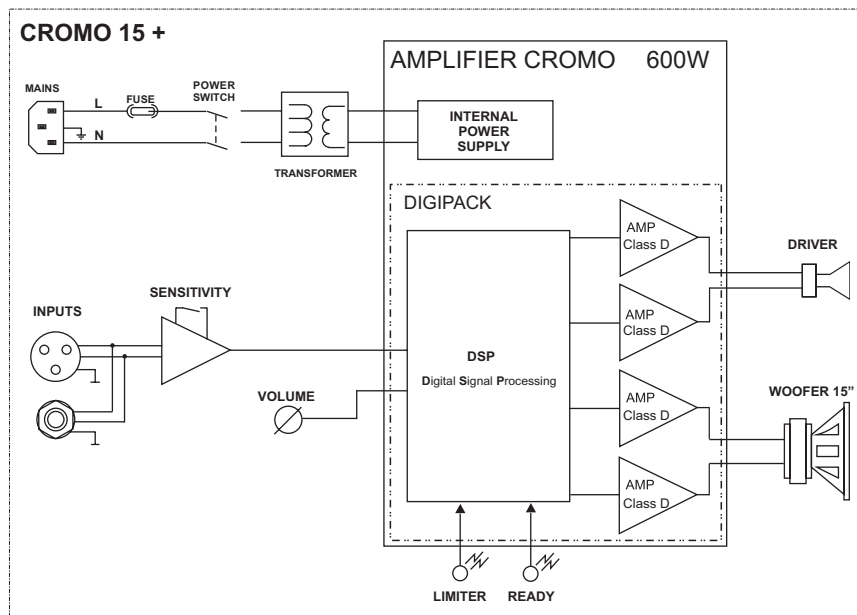 CROMO 15 +
AMPLIFIER CROMO 600W
MAINS
L
FUSE
POWER
SWITCH
N
TRANSFORMER
INTERNAL
POWER
SUPPLY
DIGIPACK
AMP
Class D
DRIVER
AMP
Class D
INPUTS
SENSITIVITY
DSP
Digital Signal Processing
VOLUME
AMP
Class D
WOOFER 15”
AMP
Class D
LIMITER
READY